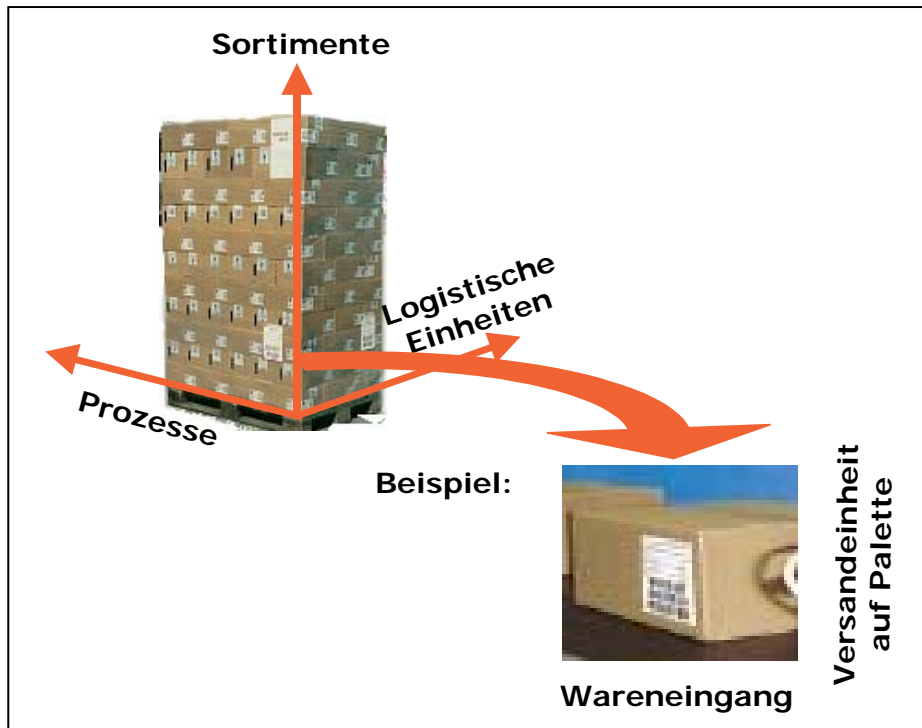 Sortimente
Logistische
Einheiten
Prozesse
Beispiel:
Versandeinheit
auf Palette
Wareneingang